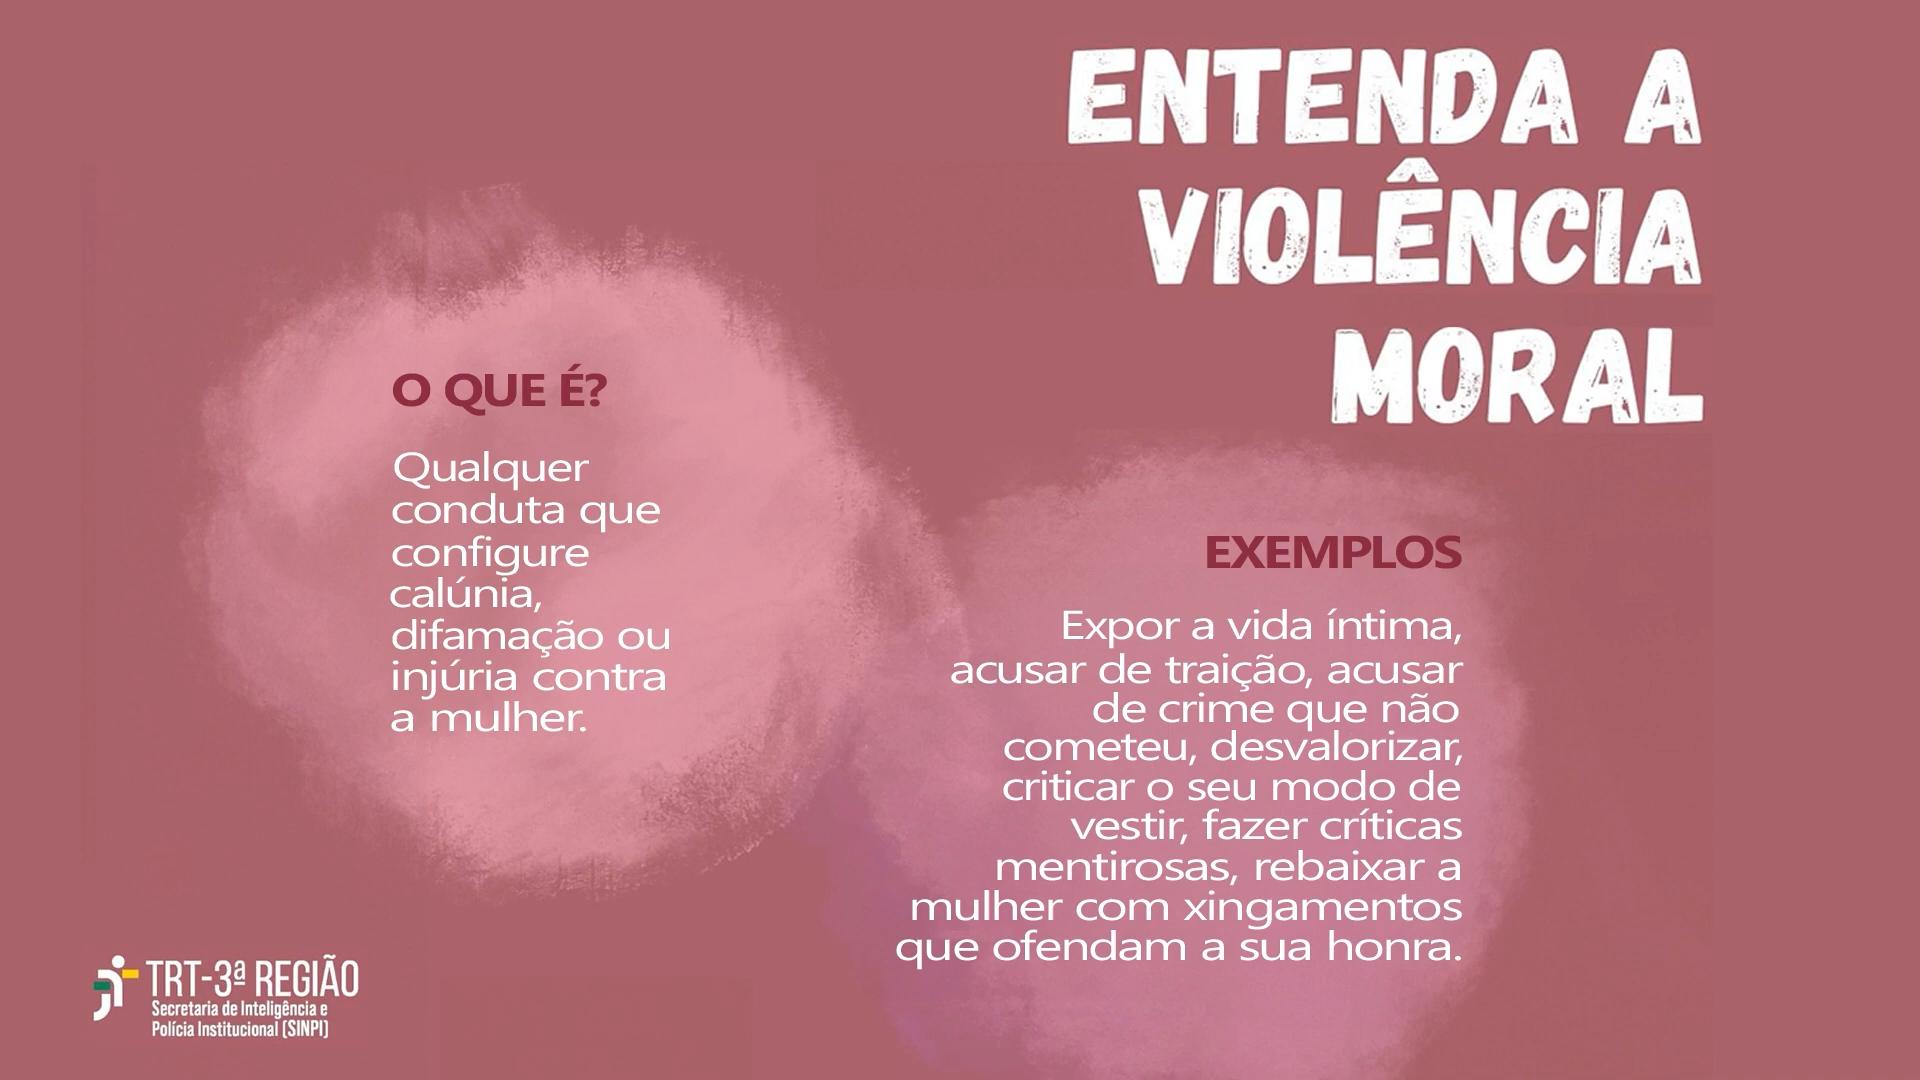 ENTENDA A
VIOLÊNCIA
MORAL
O QUE É?
Qualquer
conduta que
configure
calúnia,
difamação ou
injúria contra
a mulher.
EXEMPLOS
Expor a vida íntima,
acusar de traição, acusar
de crime que não
cometeu, desvalorizar,
criticar o seu modo de
vestir, fazer críticas
mentirosas, rebaixar a
mulher com xingamentos
que ofendam a sua honra.
TRT-3ª REGIÃO
Secretaria de Inteligência e
Polícia Institucional (SINPI)